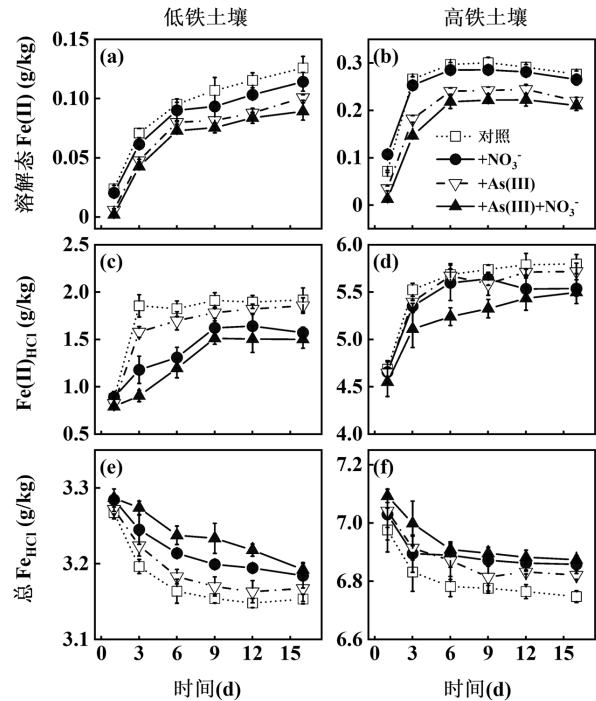 低铁土壤 高铁土壤
溶解态 Fe(II) (g/kg)
0.15
0.10
0.05
0
(a)
0.3
0.2
0.1
0
(b)
对照
+NO₃⁻
+As(III)
+As(III)+NO₃⁻
Fe(II)HCl (g/kg)
2.5
2.0
1.5
1.0
0.5
(c)
6.0
5.5
5.0
4.5
4.0
(d)
总 FeHCl (g/kg)
3.3
3.2
3.1
(e)
7.2
7.0
6.8
6.6
(f)
0 3 6 9 12 15 0 3 6 9 12 15
时间(d) 时间(d)